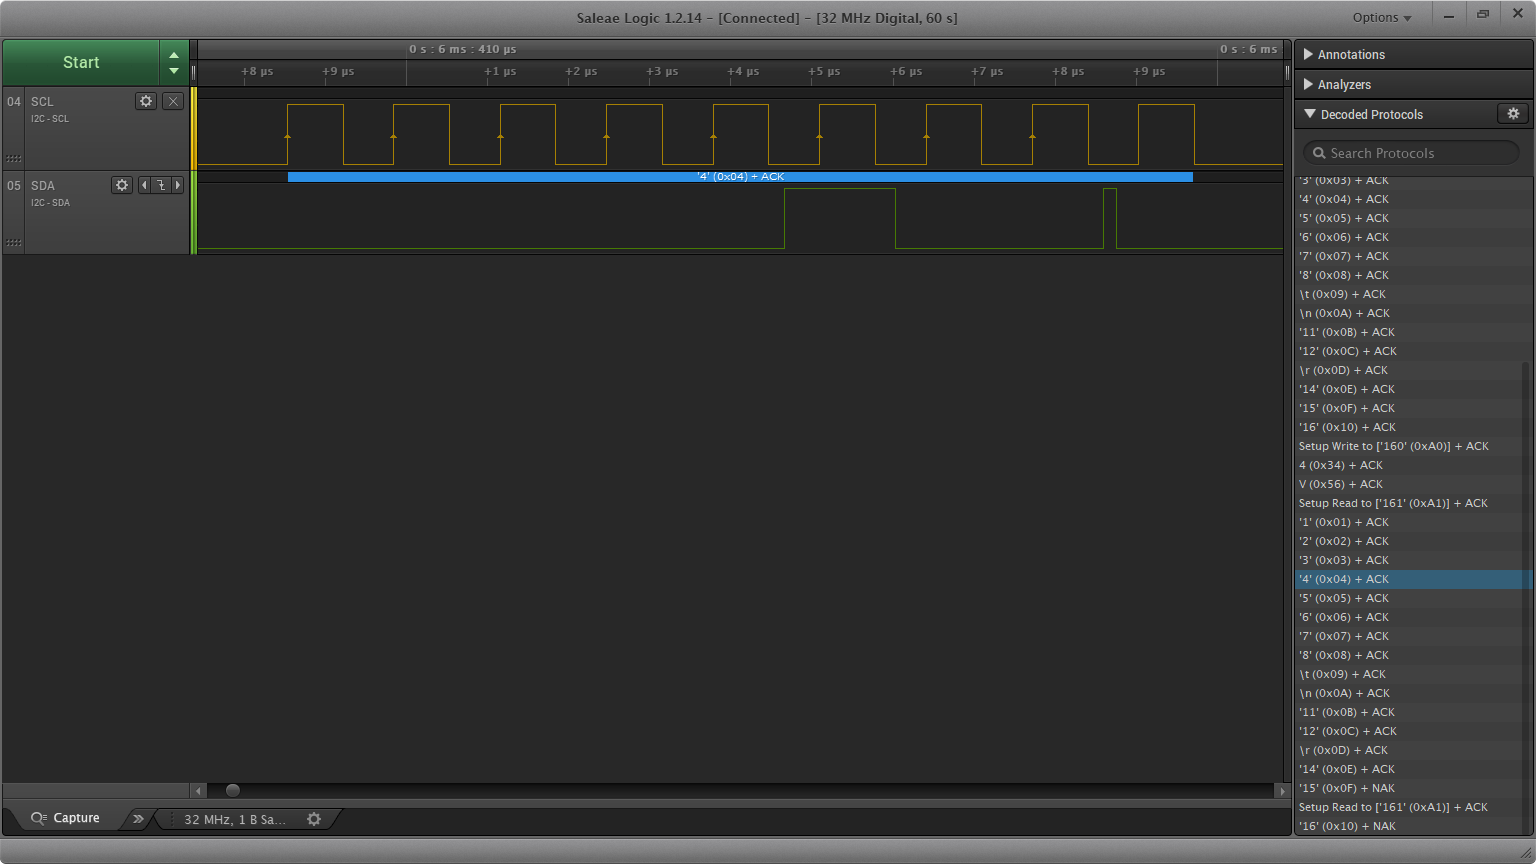 Saleae Logic 1.2.14 - [Connected] - [32 MHz Digital, 60 s]
Options
Start
0 s : 6 ms : 410 µs
0 s : 6 ms
+8 µs
+9 µs
+1 µs
+2 µs
+3 µs
+4 µs
+5 µs
+6 µs
+7 µs
+8 µs
+9 µs
04
SCL
I2C - SCL
05
SDA
I2C - SDA
'4' (0x04) + ACK
Annotations
Analyzers
Decoded Protocols
Search Protocols
'3' (0x03) + ACK
'4' (0x04) + ACK
'5' (0x05) + ACK
'6' (0x06) + ACK
'7' (0x07) + ACK
'8' (0x08) + ACK
\t (0x09) + ACK
\n (0x0A) + ACK
'11' (0x0B) + ACK
'12' (0x0C) + ACK
\r (0x0D) + ACK
'14' (0x0E) + ACK
'15' (0x0F) + ACK
'16' (0x10) + ACK
Setup Write to ['160' (0xA0)] + ACK
4 (0x34) + ACK
V (0x56) + ACK
Setup Read to ['161' (0xA1)] + ACK
'1' (0x01) + ACK
'2' (0x02) + ACK
'3' (0x03) + ACK
'4' (0x04) + ACK
'5' (0x05) + ACK
'6' (0x06) + ACK
'7' (0x07) + ACK
'8' (0x08) + ACK
\t (0x09) + ACK
\n (0x0A) + ACK
'11' (0x0B) + ACK
'12' (0x0C) + ACK
\r (0x0D) + ACK
'14' (0x0E) + ACK
'15' (0x0F) + NAK
Setup Read to ['161' (0xA1)] + ACK
'16' (0x10) + NAK
Capture
32 MHz, 1 B Sa...